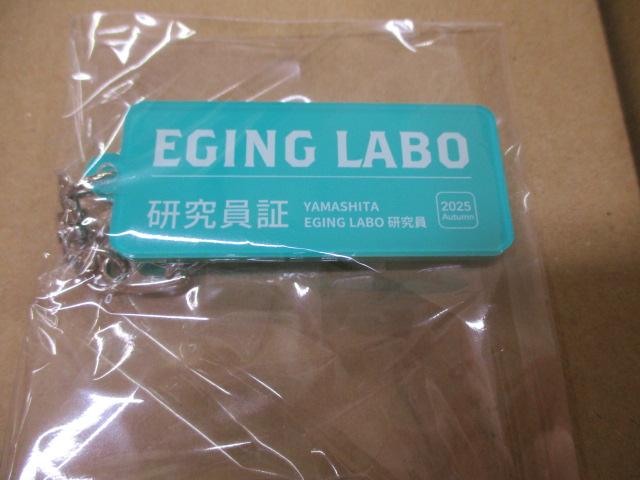 EGING LABO
研究員証
YAMASHITA
EGING LABO 研究員
2025
Autumn